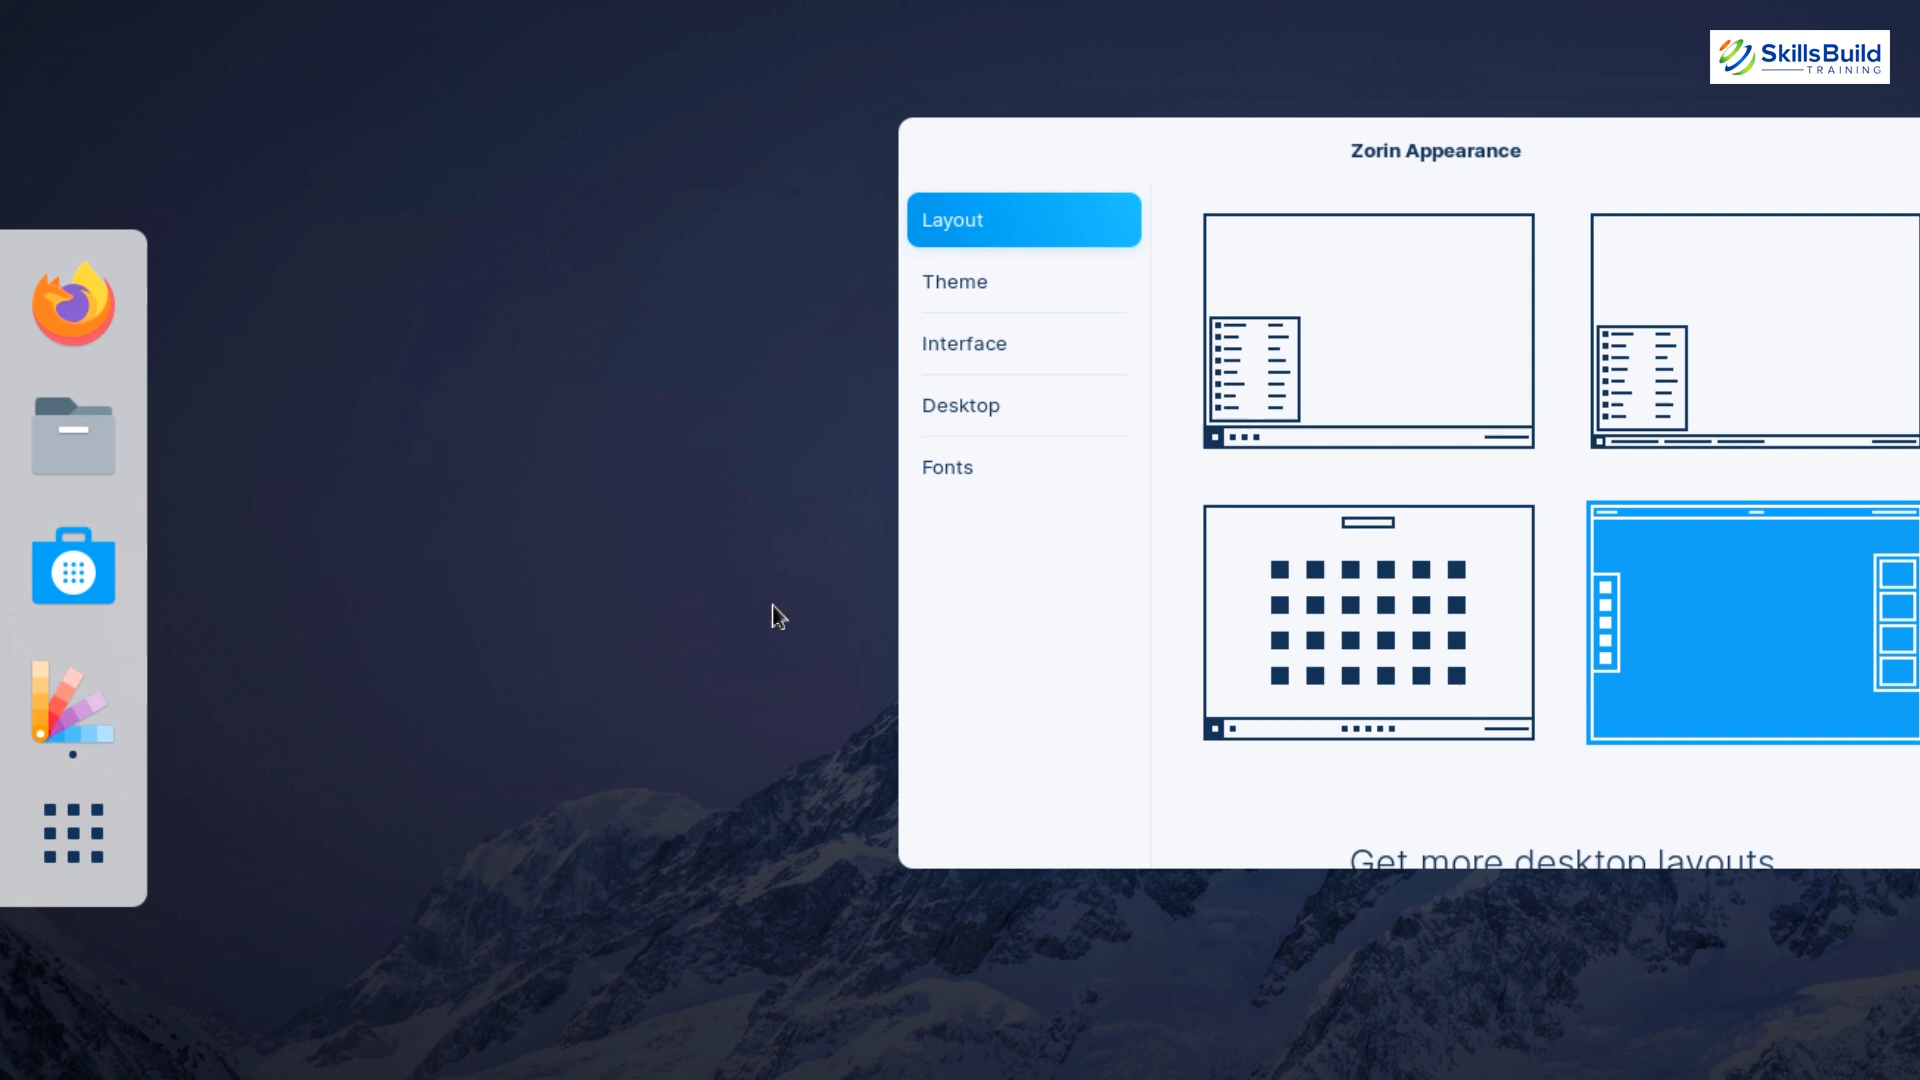 SkillsBuild
TRAINING
Zorin Appearance
Layout
Theme
Interface
Desktop
Fonts
Get more desktop layouts